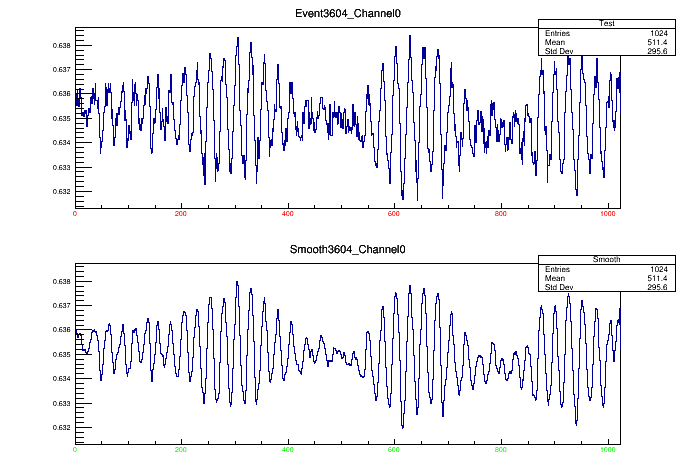 Event3604_Channel0
Test
Entries 1024
Mean 511.4
Std Dev 295.6
0.638
0.637
0.636
0.635
0.634
0.633
0.632
0 200 400 600 800 1000
Smooth3604_Channel0
Smooth
Entries 1024
Mean 511.4
Std Dev 295.6
0.638
0.637
0.636
0.635
0.634
0.633
0.632
0 200 400 600 800 1000